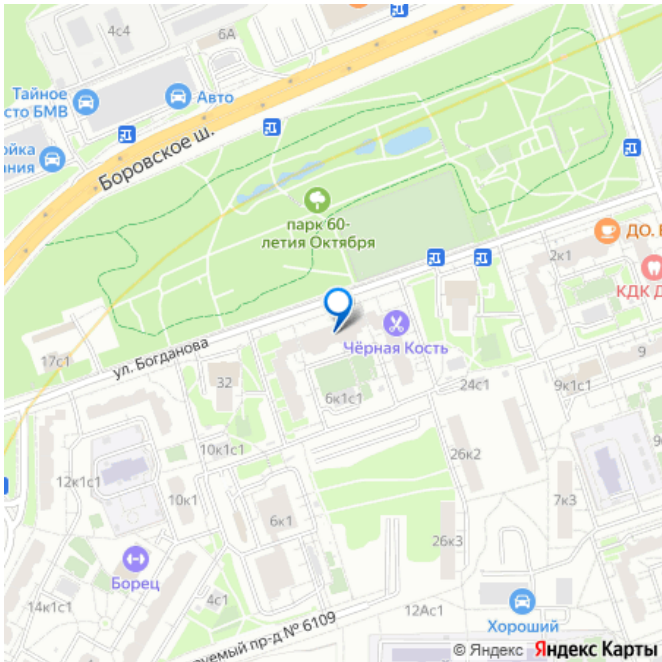 4с4
6А
Тайное
сто БМВ
Авто
ойка
ания
Боровское ш.
парк 60-
летия Октября
ДО.
2к1
КДК Д
ул. Богданова
Чёрная Кость
17с1
32
6к1с1
24с1
9
9к1с1
10к1с1
26к2
12к1с1
10к1
6к1
7к3
26к3
Борец
14к1с1
4с1
12Ас1
Хороший
уемый пр-д № 6109
© Яндекс Яндекс Карты